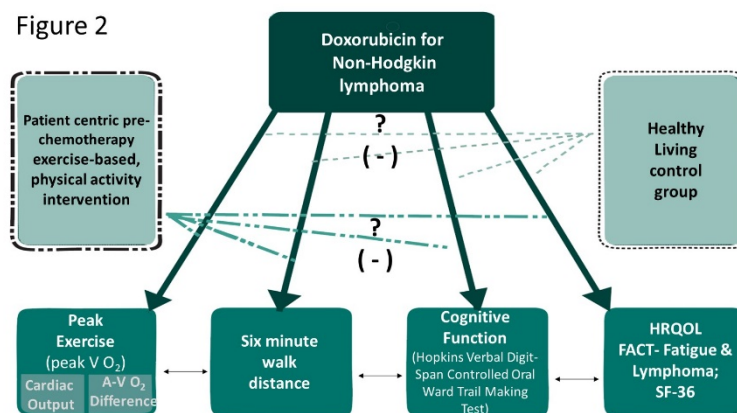 Figure 2
Doxorubicin for
Non-Hodgkin
lymphoma
Patient centric pre-
chemotherapy
exercise-based,
physical activity
intervention
?
( - )
Healthy
Living
control
group
?
( - )
Peak
Exercise
(peak V O₂)
Cardiac
Output
A-V O₂
Difference
Six minute
walk
distance
Cognitive
Function
(Hopkins Verbal Digit-
Span Controlled Oral
Ward Trail Making
Test)
HRQOL
FACT- Fatigue &
Lymphoma;
SF-36